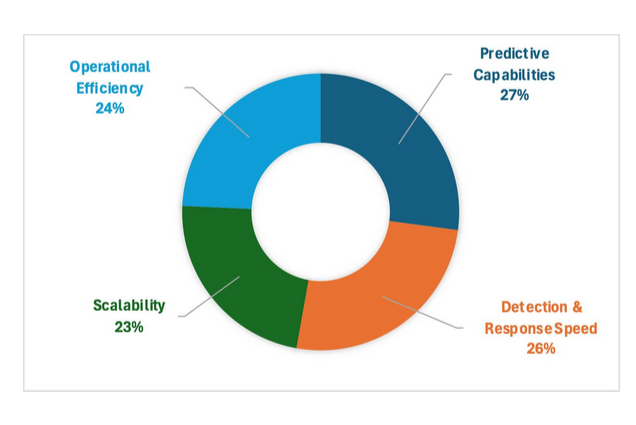 Predictive
Capabilities
27%
Detection &
Response Speed
26%
Scalability
23%
Operational
Efficiency
24%